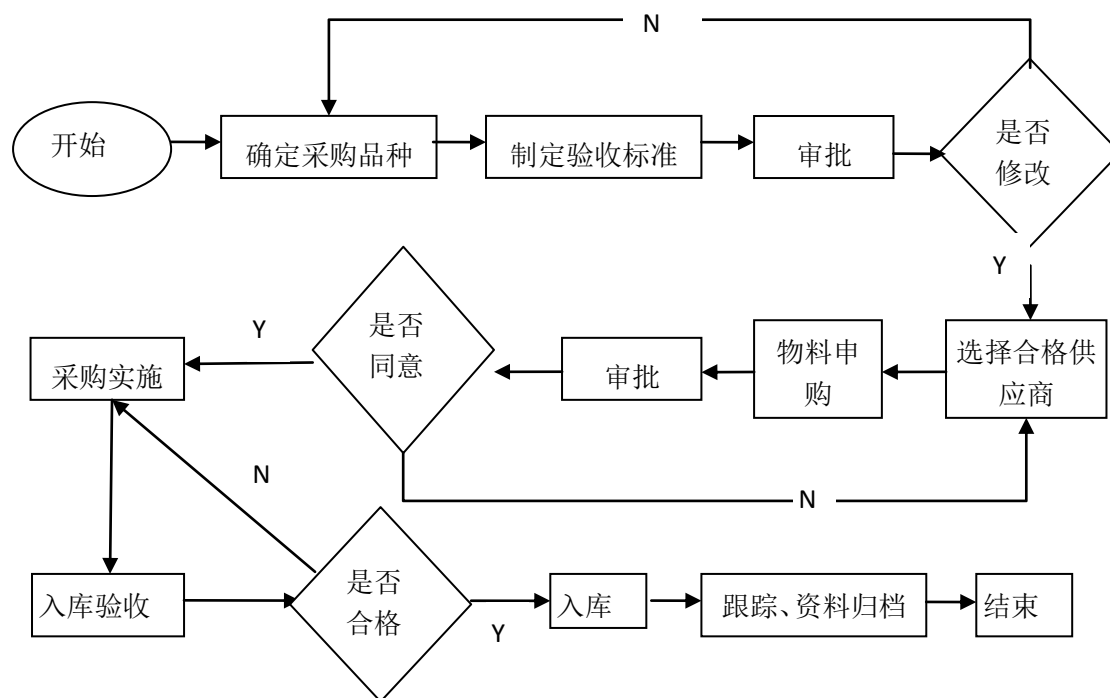 N
开始
确定采购品种
制定验收标准
审批
是否
修改
Y
选择合格供
应商
物料申
购
审批
是否
同意
Y
采购实施
N
N
入库验收
是否
合格
Y
入库
跟踪、资料归档
结束